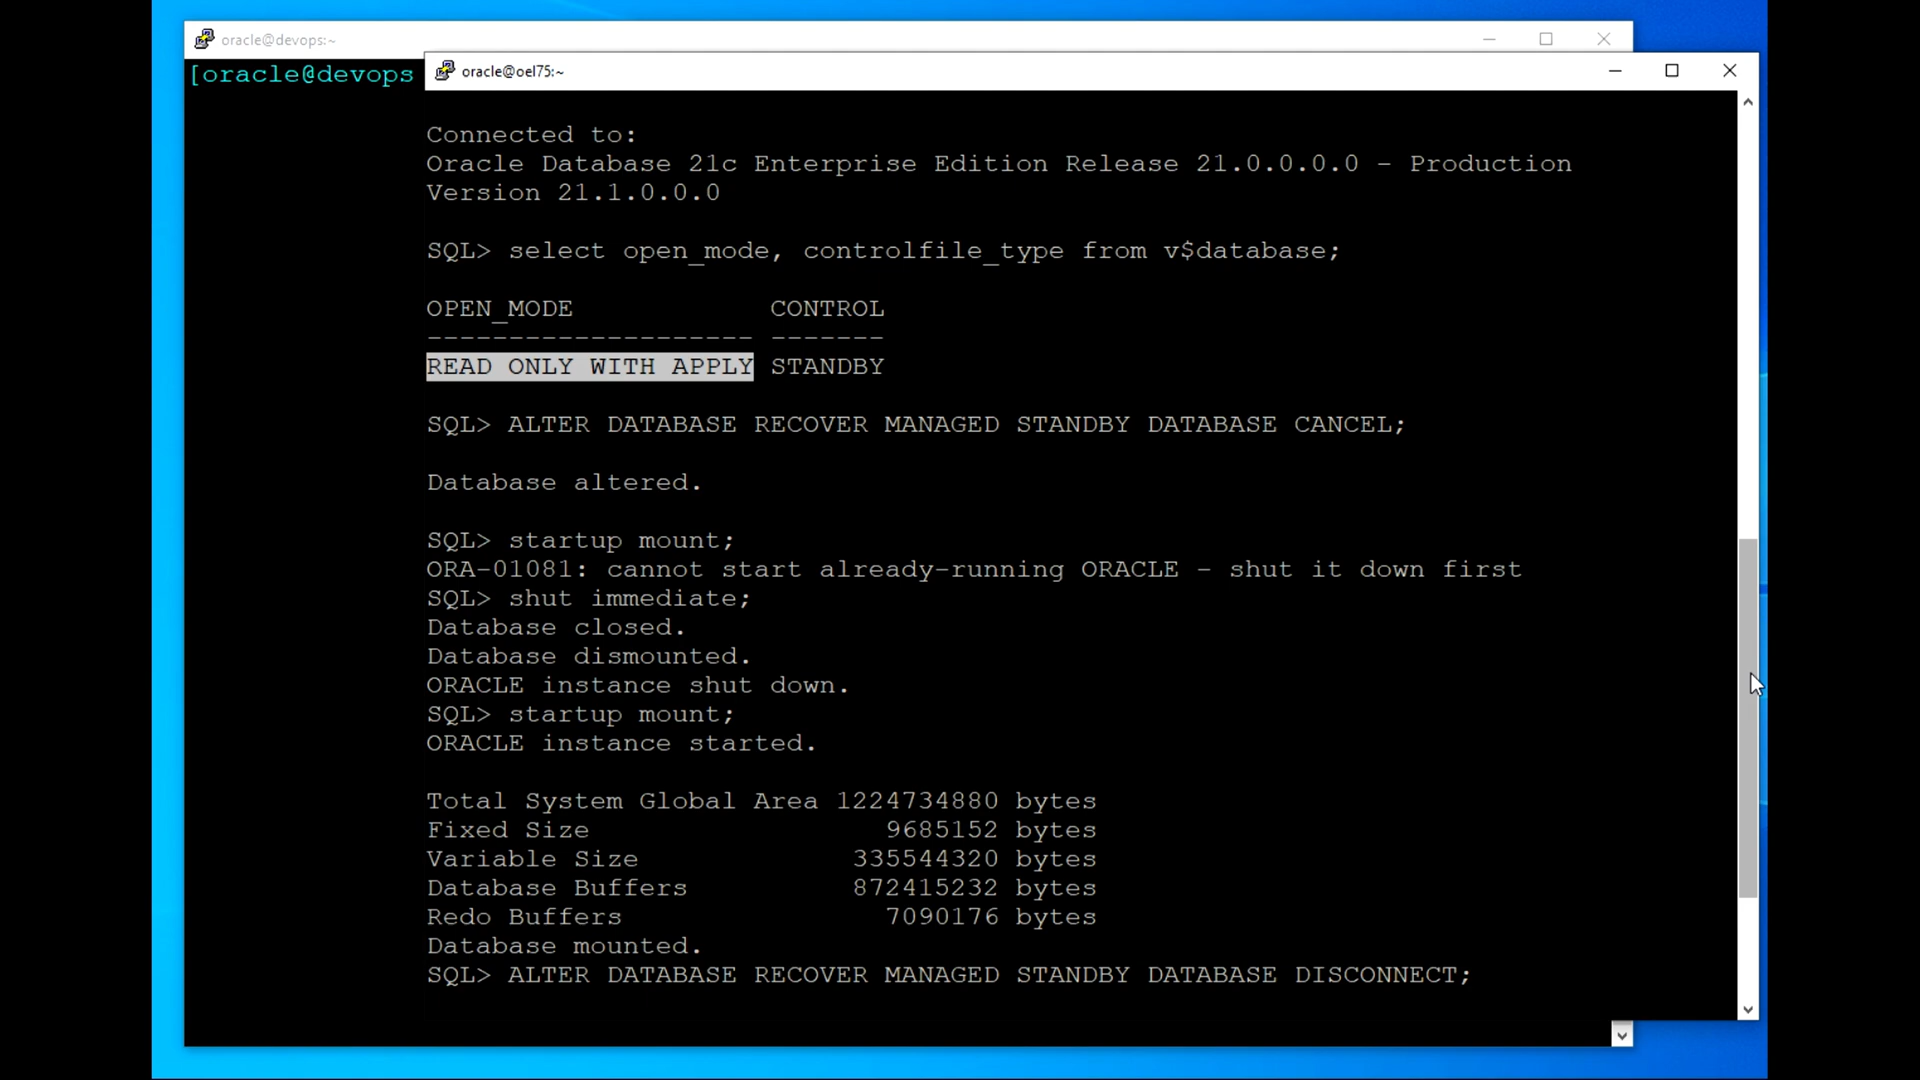 oracle@devops:~
[oracle@devops
oracle@oel75:~
Connected to:
Oracle Database 21c Enterprise Edition Release 21.0.0.0.0 - Production
Version 21.1.0.0.0
SQL> select open_mode, controlfile_type from v$database;
OPEN_MODE            CONTROL
-------------------- -------
READ ONLY WITH APPLY STANDBY
SQL> ALTER DATABASE RECOVER MANAGED STANDBY DATABASE CANCEL;
Database altered.
SQL> startup mount;
ORA-01081: cannot start already-running ORACLE - shut it down first
SQL> shut immediate;
Database closed.
Database dismounted.
ORACLE instance shut down.
SQL> startup mount;
ORACLE instance started.
Total System Global Area 1224734880 bytes
Fixed Size                  9685152 bytes
Variable Size             335544320 bytes
Database Buffers          872415232 bytes
Redo Buffers                7090176 bytes
Database mounted.
SQL> ALTER DATABASE RECOVER MANAGED STANDBY DATABASE DISCONNECT;